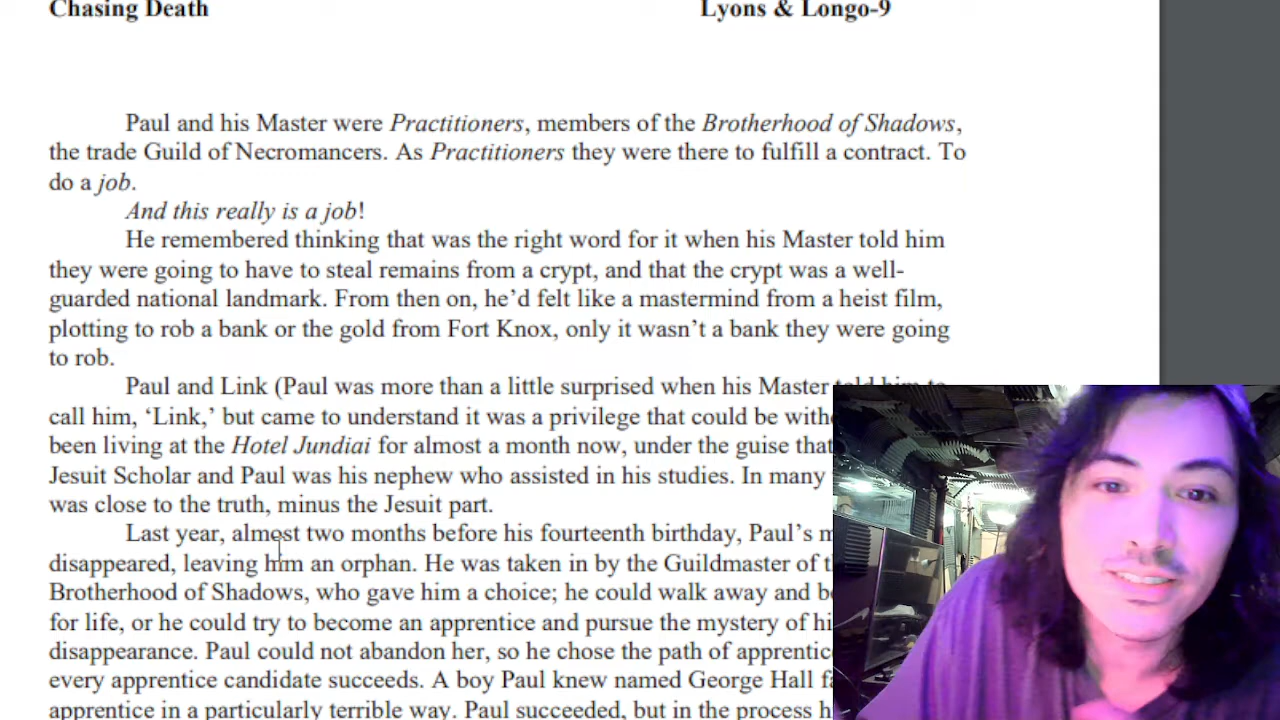 Chasing Death Lyons & Longo-9
Paul and his Master were Practitioners, members of the Brotherhood of Shadows,
the trade Guild of Necromancers. As Practitioners they were there to fulfill a contract. To
do a job.
And this really is a job!
He remembered thinking that was the right word for it when his Master told him
they were going to have to steal remains from a crypt, and that the crypt was a well-
guarded national landmark. From then on, he’d felt like a mastermind from a heist film,
plotting to rob a bank or the gold from Fort Knox, only it wasn’t a bank they were going
to rob.
Paul and Link (Paul was more than a little surprised when his Master told him to
call him, ‘Link,’ but came to understand it was a privilege that could be
been living at the Hotel Jundiai for almost a month now, under the guise that
Jesuit Scholar and Paul was his nephew who assisted in his studies. In many
was close to the truth, minus the Jesuit part.
Last year, almost two months before his fourteenth birthday, Paul’s
disappeared, leaving him an orphan. He was taken in by the Guildmaster of
Brotherhood of Shadows, who gave him a choice; he could walk away and
for life, or he could try to become an apprentice and pursue the mystery of
disappearance. Paul could not abandon her, so he chose the path of
every apprentice candidate succeeds. A boy Paul knew named George Hall
apprentice in a particularly terrible way. Paul succeeded, but in the process